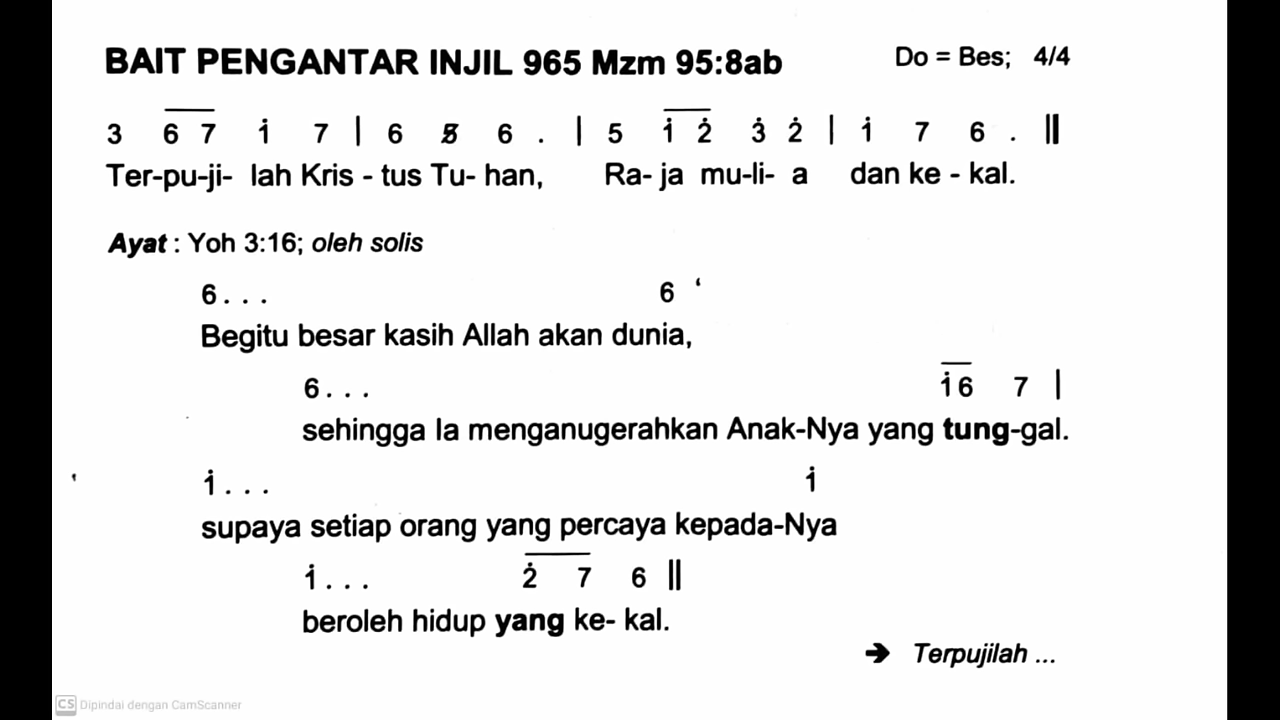 BAIT PENGANTAR INJIL 965 Mzm 95:8ab Do = Bes; 4/4
3 6 7 i̇ 7 | 6 5̸ 6 . | 5 1̇ 2̇ 3̇ 2̇ | 1̇ 7 6 . ||
Ter-pu-ji- lah Kris - tus Tu- han, Ra- ja mu-li- a dan ke - kal.
Ayat : Yoh 3:16; oleh solis
6 . . . 6 ‘
Begitu besar kasih Allah akan dunia,
6 . . . 1̇6 7 |
sehingga Ia menganugerahkan Anak-Nya yang tung-gal.
1̇ . . . 1̇
supaya setiap orang yang percaya kepada-Nya
1̇ . . . 2̇ 7 6 ||
beroleh hidup yang ke- kal.
➔ Terpujilah ...
CS Dipindai dengan CamScanner